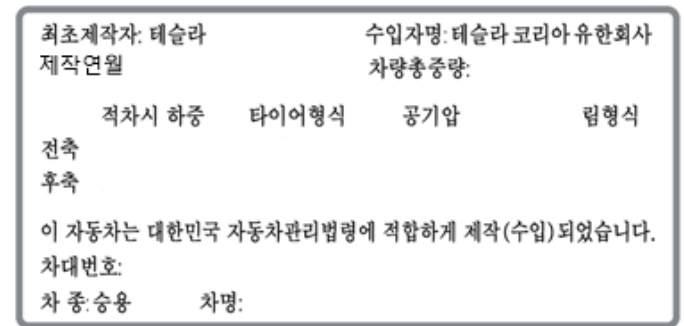 최초제작자: 테슬라 수입자명: 테슬라 코리아 유한회사
제작연월 차량총중량:
적차시 하중 타이어형식 공기압 림형식
전축
후축
이 자동차는 대한민국 자동차관리법령에 적합하게 제작(수입)되었습니다.
차대번호:
차 종: 승용 차명: